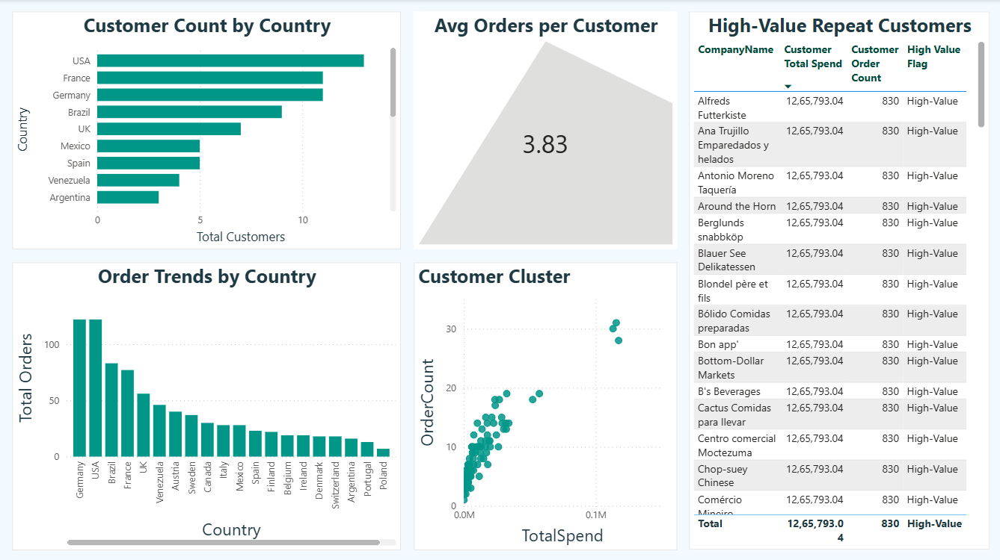 Customer Count by Country
Country
USA
France
Germany
Brazil
UK
Mexico
Spain
Venezuela
Argentina
0 5 10
Total Customers
Avg Orders per Customer
3.83
High-Value Repeat Customers
CompanyName Customer Total Spend Customer Order Count High Value Flag
Alfreds Futterkiste 12,65,793.04 830 High-Value
Ana Trujillo Emparedados y helados 12,65,793.04 830 High-Value
Antonio Moreno Taquería 12,65,793.04 830 High-Value
Around the Horn 12,65,793.04 830 High-Value
Berglunds snabbköp 12,65,793.04 830 High-Value
Blauer See Delikatessen 12,65,793.04 830 High-Value
Blondel père et fils 12,65,793.04 830 High-Value
Bólido Comidas preparadas 12,65,793.04 830 High-Value
Bon app' 12,65,793.04 830 High-Value
Bottom-Dollar Markets 12,65,793.04 830 High-Value
B's Beverages 12,65,793.04 830 High-Value
Cactus Comidas para llevar 12,65,793.04 830 High-Value
Centro comercial Moctezuma 12,65,793.04 830 High-Value
Chop-suey Chinese 12,65,793.04 830 High-Value
Comércio Mineiro 12,65,793.04 830 High-Value
Total 12,65,793.04 830 High-Value
Order Trends by Country
Total Orders
100
50
0
Germany
USA
Brazil
France
UK
Venezuela
Austria
Sweden
Canada
Italy
Mexico
Spain
Finland
Belgium
Ireland
Denmark
Switzerland
Argentina
Portugal
Poland
Country
Customer Cluster
OrderCount
30
20
10
0
0.0M 0.1M
TotalSpend